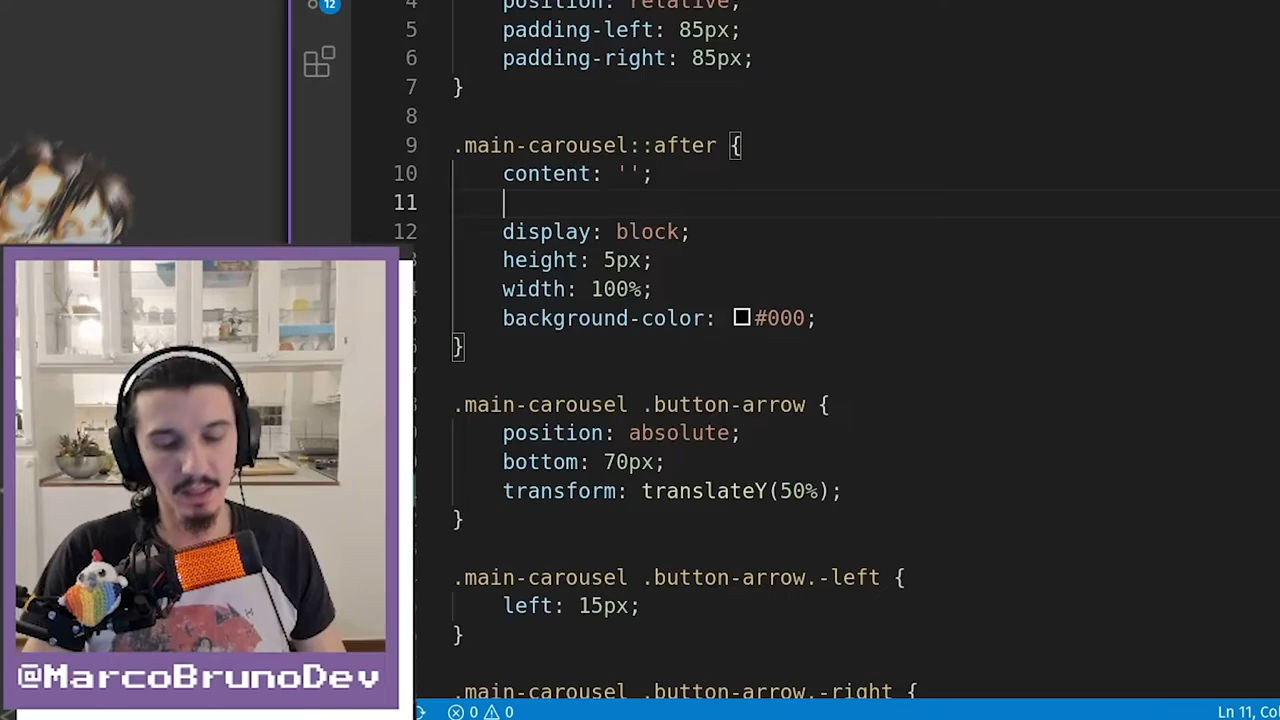 12
4 position: relative;
5 padding-left: 85px;
6 padding-right: 85px;
7 }
8
9 .main-carousel::after {
10 content: '';
11
12 display: block;
height: 5px;
width: 100%;
background-color: #000;
}
.main-carousel .button-arrow {
position: absolute;
bottom: 70px;
transform: translateY(50%);
}
.main-carousel .button-arrow.-left {
left: 15px;
}
.main-carousel .button-arrow.-right {
@MarcoBrunoDev
0 0
Ln 11, Co